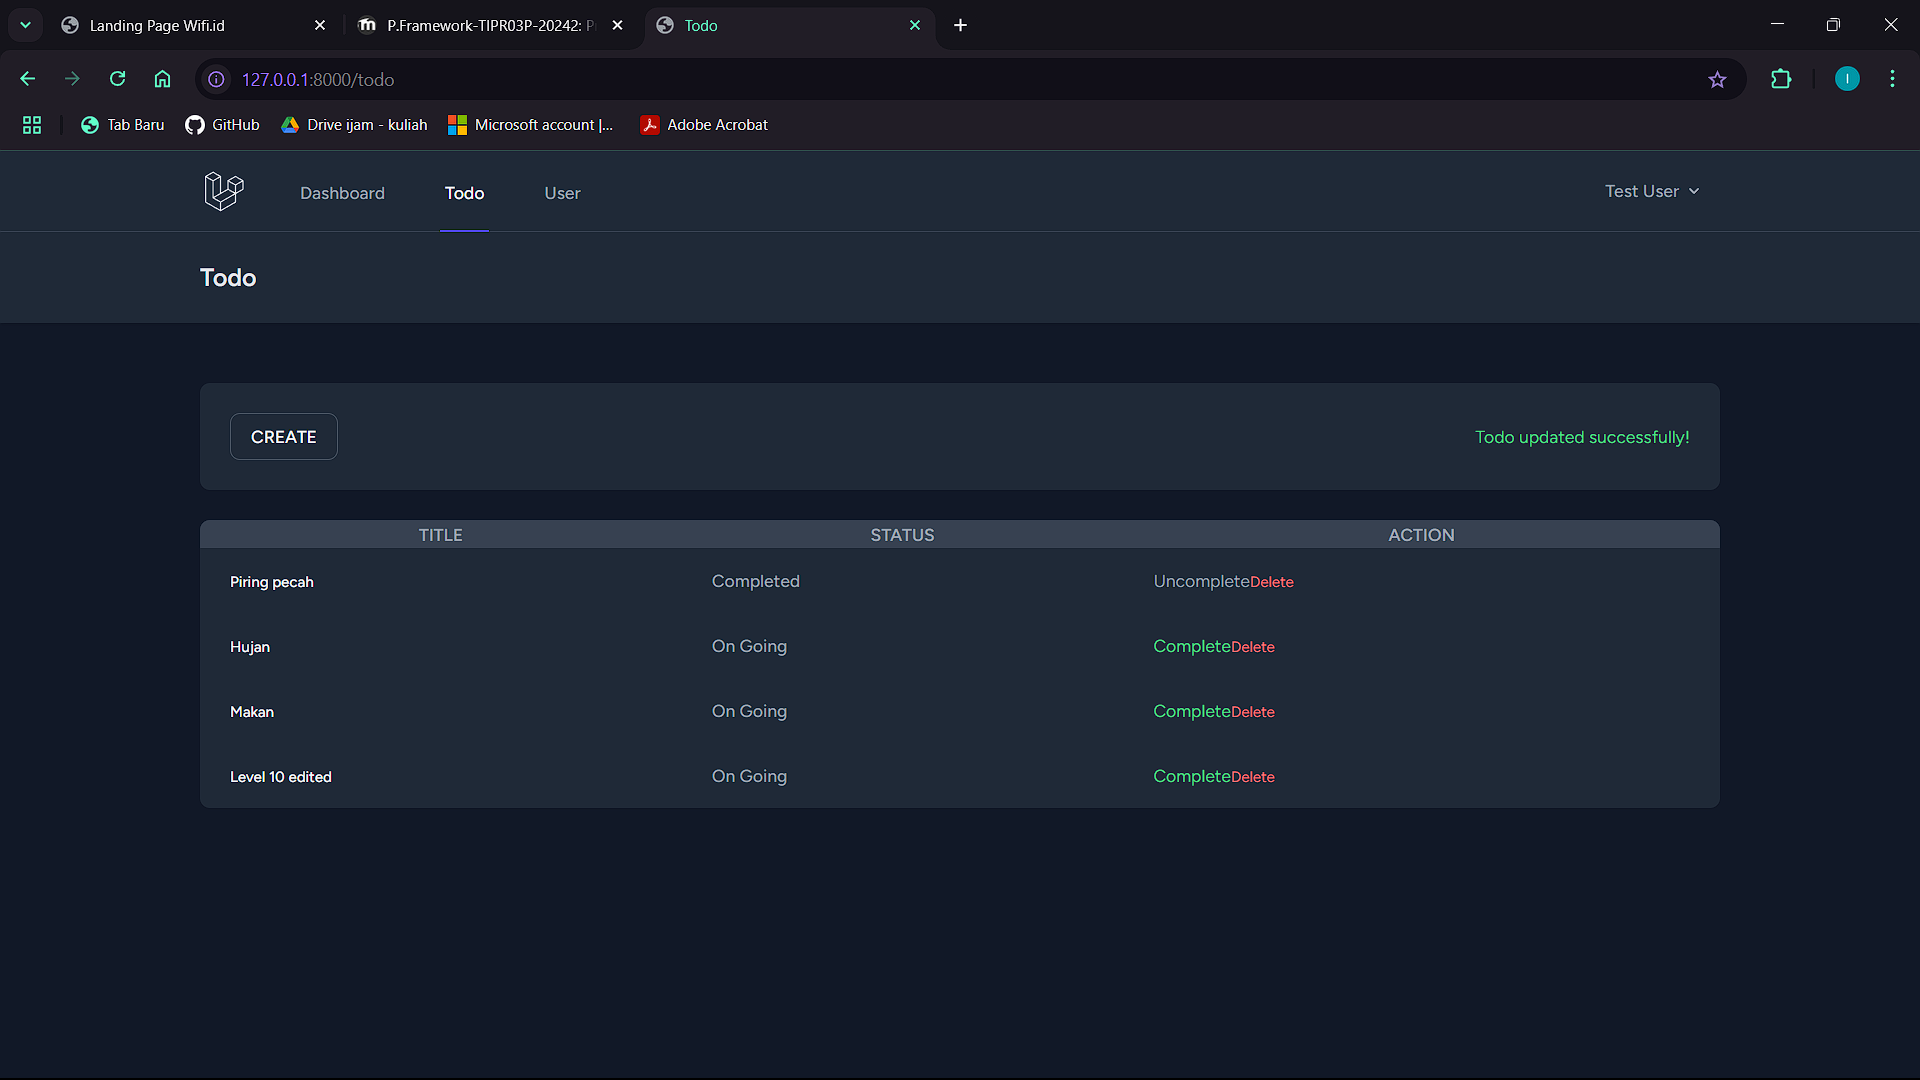 Landing Page Wifi.id
P.Framework-TIPR03P-20242:
Todo
127.0.0.1:8000/todo
Tab Baru
GitHub
Drive ijam - kuliah
Microsoft account |...
Adobe Acrobat
I
Dashboard
Todo
User
Test User
Todo
CREATE
Todo updated successfully!
TITLE STATUS ACTION
Piring pecah Completed UncompleteDelete
Hujan On Going CompleteDelete
Makan On Going CompleteDelete
Level 10 edited On Going CompleteDelete